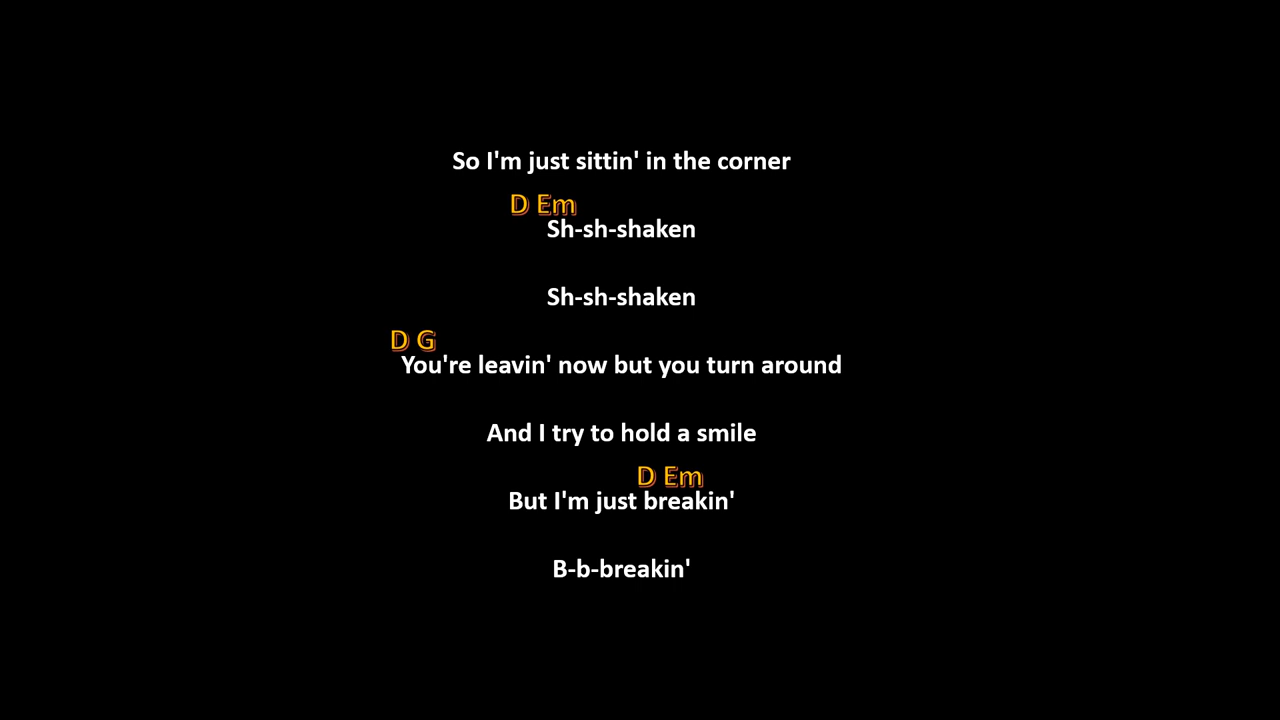 So I'm just sittin' in the corner
D Em
Sh-sh-shaken
Sh-sh-shaken
D G
You're leavin' now but you turn around
And I try to hold a smile
D Em
But I'm just breakin'
B-b-breakin'